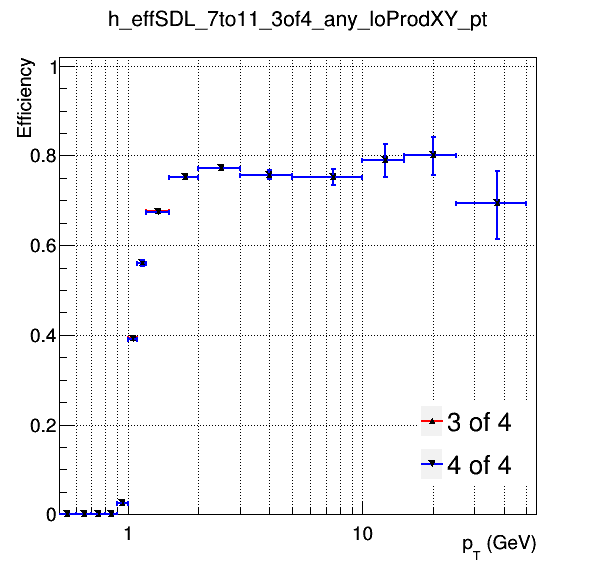 h_effSDL_7to11_3of4_any_loProdXY_pt
Efficiency
1
0.8
0.6
0.4
0.2
0
3 of 4
4 of 4
1
10
p_T (GeV)